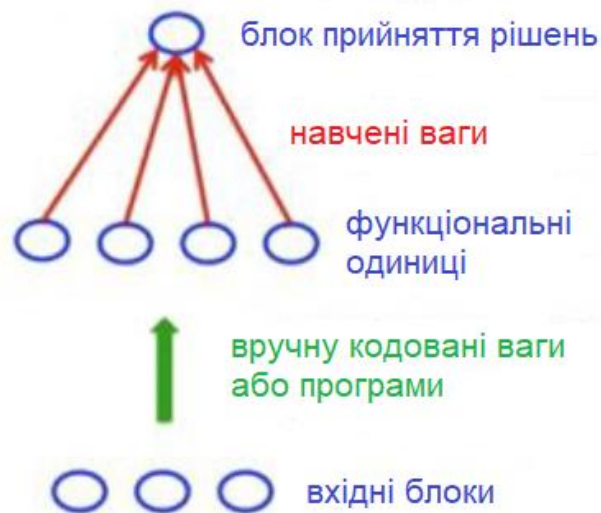 блок прийняття рішень
навчені ваги
функціональні
одиниці
вручну кодовані ваги
або програми
вхідні блоки